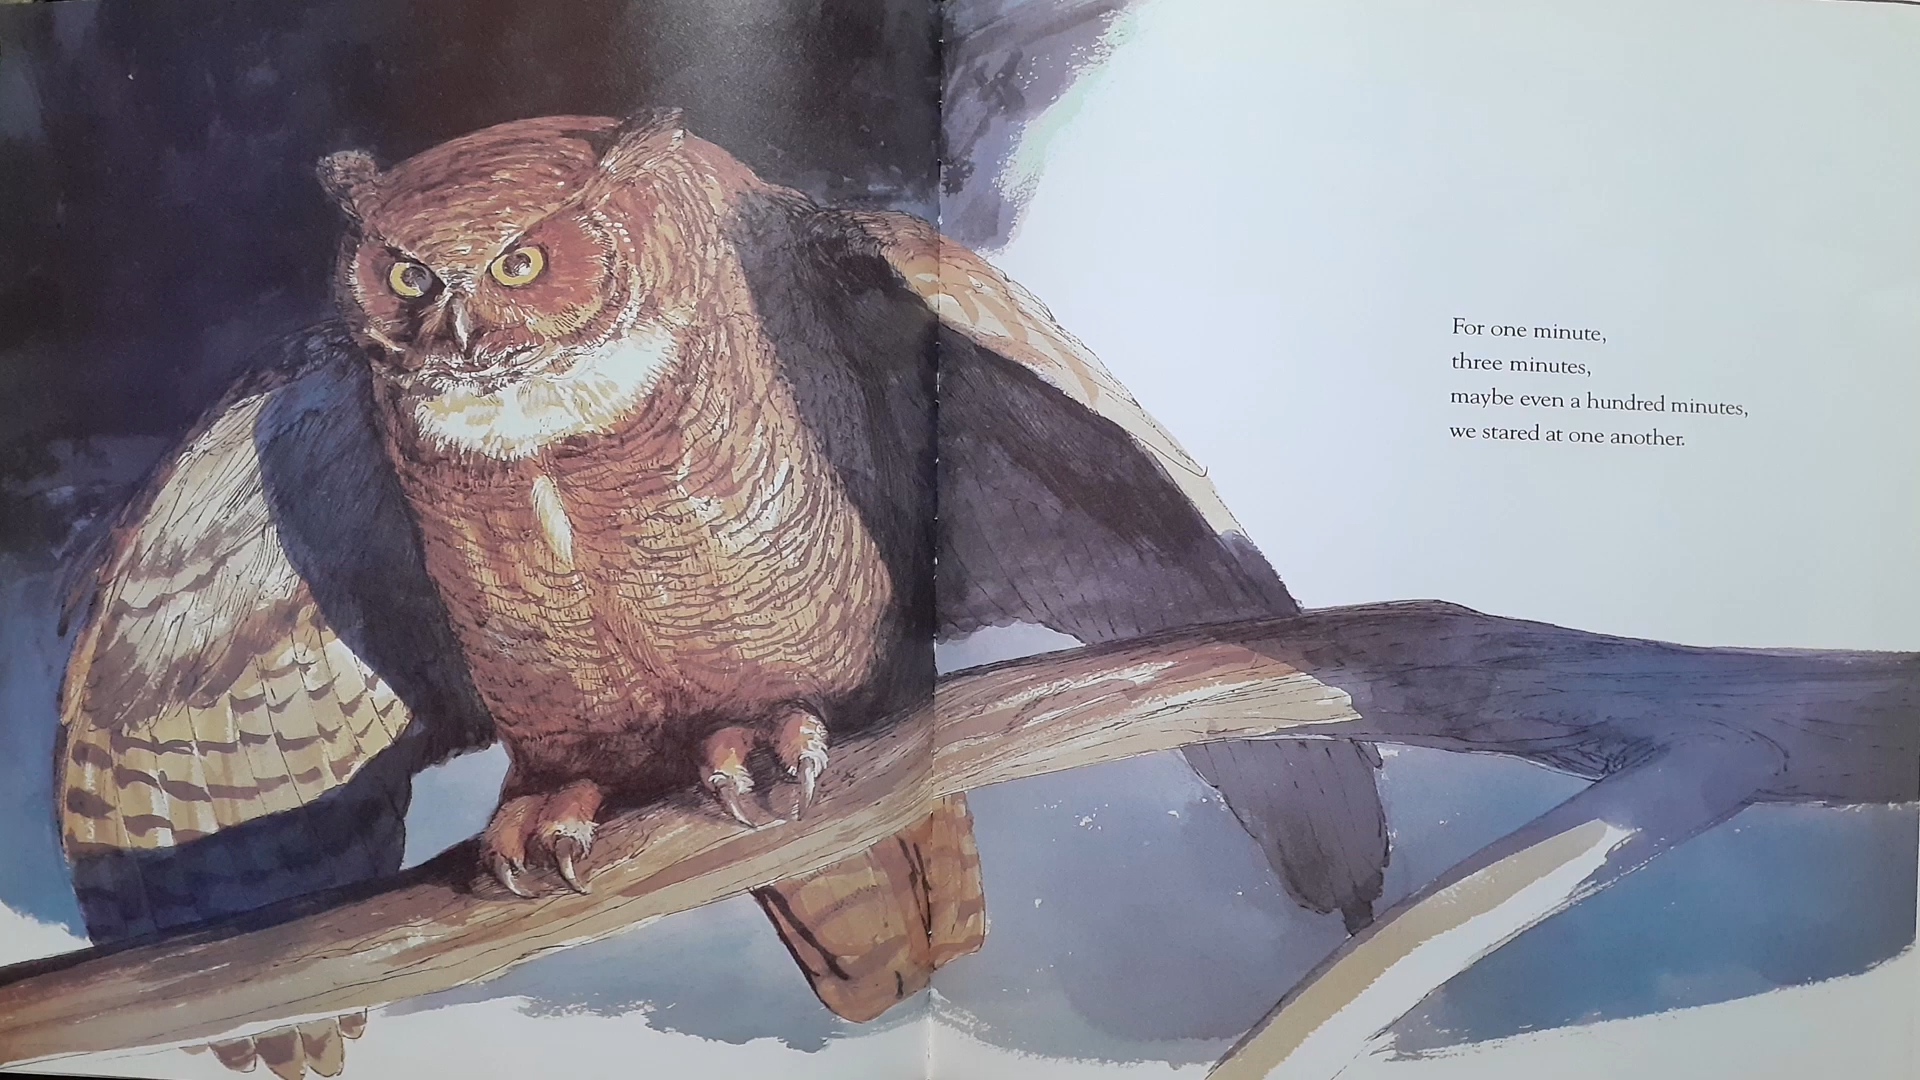 For one minute,
three minutes,
maybe even a hundred minutes,
we stared at one another.